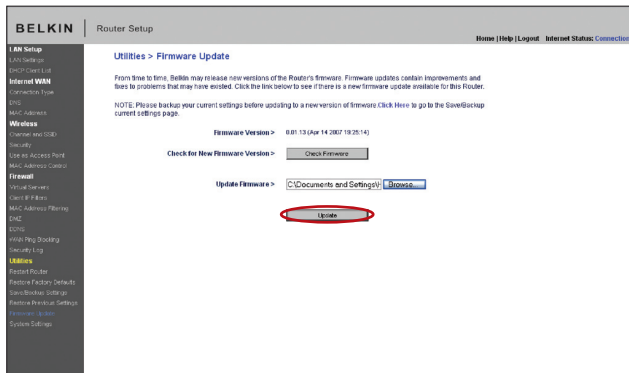 BELKIN
Router Setup
Home | Help | Logout Internet Status: Connection
LAN Setup
LAN Settings
DHCP Client List
Internet WAN
Connection Type
DNS
MAC Address
Wireless
Channel and SSID
Security
Use as Access Point
MAC Address Control
Firewall
Virtual Servers
Client IP Filters
MAC Address Filtering
DMZ
DDNS
WAN Ping Blocking
Security Log
Utilities
Restart Router
Restore Factory Defaults
Save/Backup Settings
Restore Previous Settings
Firmware Update
System Settings
Utilities > Firmware Update
From time to time, Belkin may release new versions of the Router's firmware. Firmware updates contain improvements and
fixes to problems that may have existed. Click the link below to see if there is a new firmware update available for this Router.
NOTE: Please backup your current settings before updating to a new version of firmware.Click Here to go to the Save/Backup
current settings page.
Firmware Version > 0.01.13 (Apr 14 2007 19:25:14)
Check for New Firmware Version > Check Firmware
Update Firmware > C:\Documents and Settings\H Browse...
Update